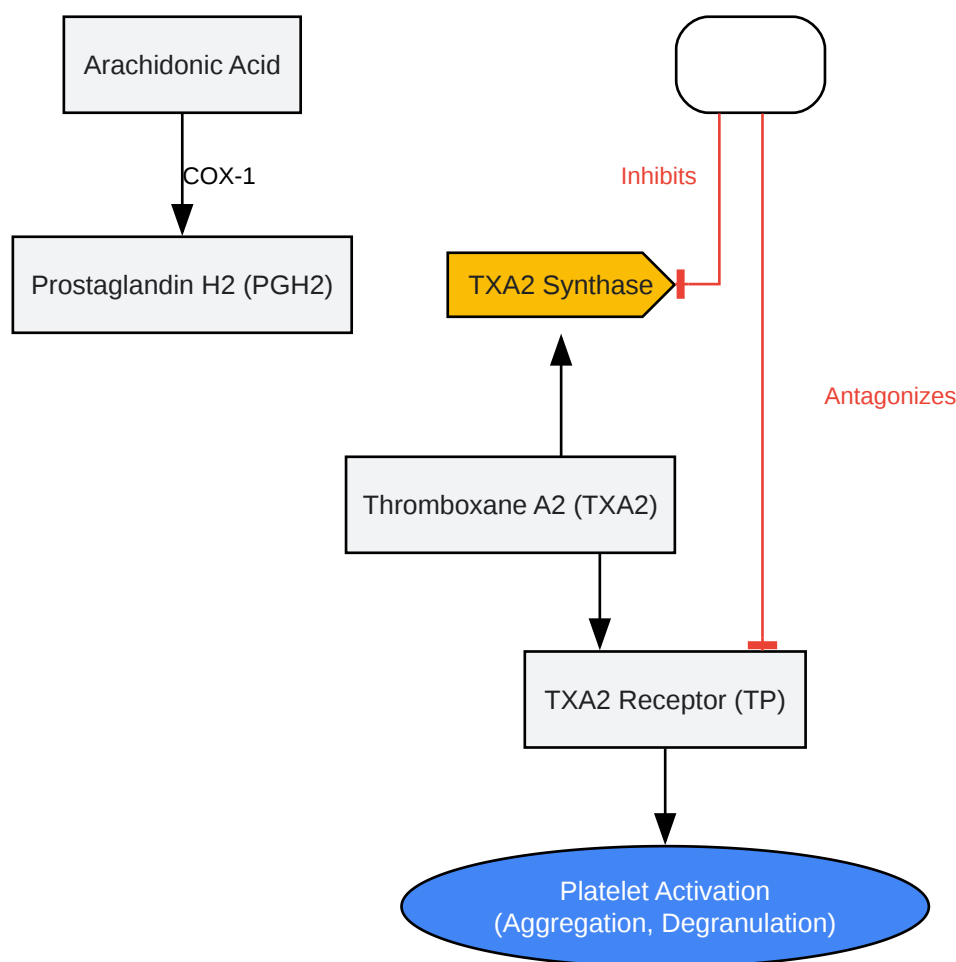 Arachidonic Acid
COX-1
Inhibits
Prostaglandin H2 (PGH2)
TXA2 Synthase
Antagonizes
Thromboxane A2 (TXA2)
TXA2 Receptor (TP)
Platelet Activation
(Aggregation, Degranulation)